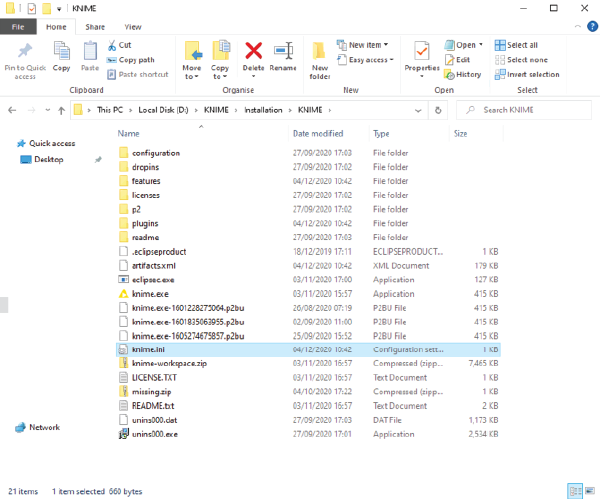 KNIME
File Home Share View
Pin to Quick access
Copy
Paste
Cut
Copy path
Paste shortcut
Clipboard
Move to
Copy to
Delete
Rename
Organise
New folder
New item
Easy access
New
Properties
Open
Edit
History
Open
Select all
Select none
Invert selection
Select
This PC > Local Disk (D:) > KNIME > Installation > KNIME >
Search KNIME
Quick access
Desktop
Network
Name Date modified Type Size
configuration 27/09/2020 17:03 File folder
dropins 27/09/2020 17:02 File folder
features 04/12/2020 10:42 File folder
licenses 27/09/2020 17:02 File folder
p2 27/09/2020 17:02 File folder
plugins 04/12/2020 10:42 File folder
readme 27/09/2020 17:03 File folder
.eclipseproduct 18/12/2019 17:11 ECLIPSEPRODUCT... 1 KB
artifacts.xml 04/12/2020 10:42 XML Document 179 KB
eclipsec.exe 03/11/2020 17:00 Application 127 KB
knime.exe 03/11/2020 15:57 Application 415 KB
knime.exe-1601228275064.p2bu 26/08/2020 07:19 P2BU File 415 KB
knime.exe-1601835063955.p2bu 02/09/2020 11:00 P2BU File 415 KB
knime.exe-1605274675857.p2bu 25/09/2020 15:52 P2BU File 415 KB
knime.ini 04/12/2020 10:42 Configuration sett... 1 KB
knime-workspace.zip 03/11/2020 16:57 Compressed (zipp... 7,465 KB
LICENSE.TXT 03/11/2020 16:57 Text Document 1 KB
missing.zip 04/10/2020 17:22 Compressed (zipp... 1 KB
README.txt 03/11/2020 16:57 Text Document 2 KB
unins000.dat 27/09/2020 17:03 DAT File 1,173 KB
unins000.exe 27/09/2020 17:01 Application 2,534 KB
21 items 1 item selected 660 bytes